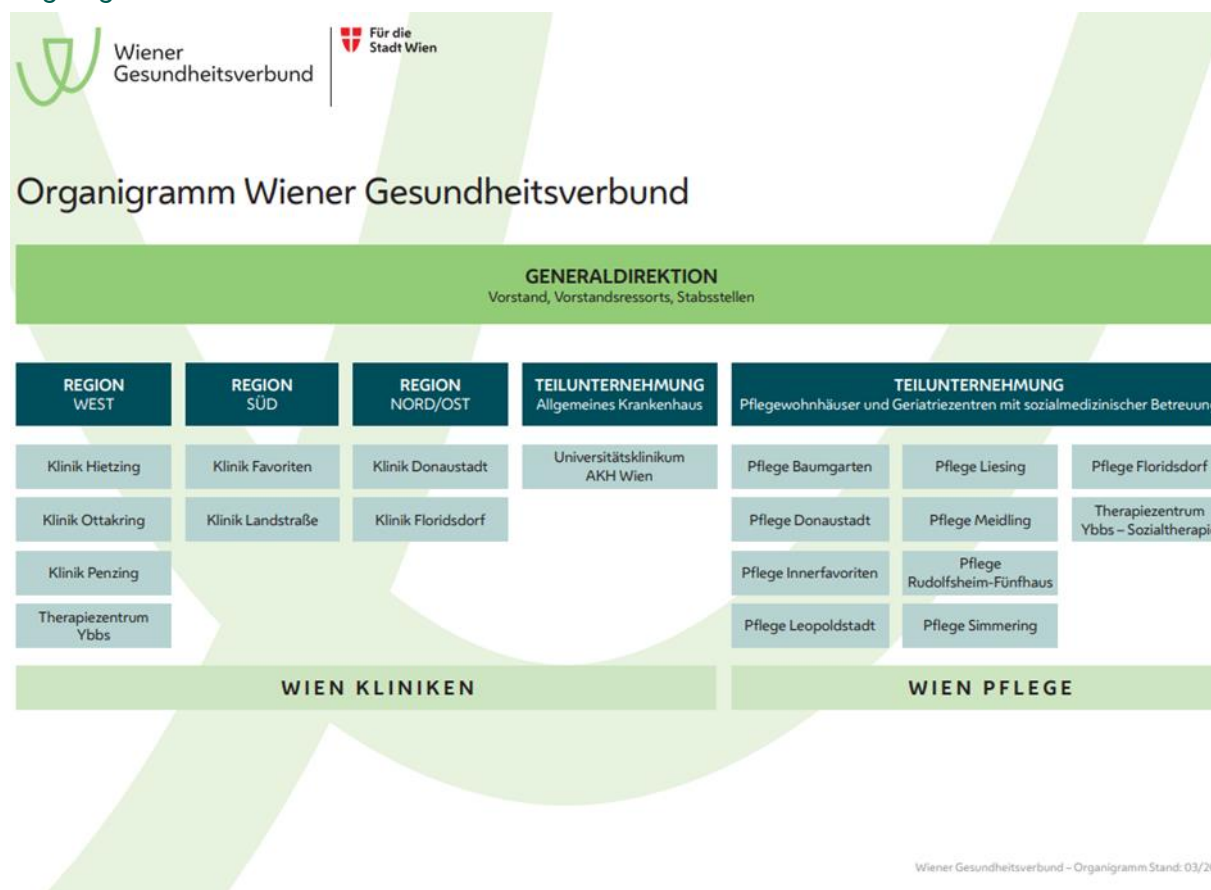 Wiener
Gesundheitsverbund
Für die
Stadt Wien
Organigramm Wiener Gesundheitsverbund
GENERALDIREKTION
Vorstand, Vorstandsressorts, Stabsstellen
REGION
WEST
REGION
SÜD
REGION
NORD/OST
TEILUNTERNEHMUNG
Allgemeines Krankenhaus
TEILUNTERNEHMUNG
Pflegewohnhäuser und Geriatriezentren mit sozialmedizinischer
Klinik Hietzing
Klinik Favoriten
Klinik Donaustadt
Universitätsklinikum
AKH Wien
Pflege Baumgarten
Pflege Liesing
Pflege Floridsdorf
Klinik Ottakring
Klinik Landstraße
Klinik Floridsdorf
Pflege Donaustadt
Pflege Meidling
Therapiezentrum
Ybbs – Sozialtherapie
Klinik Penzing
Pflege Innerfavoriten
Pflege
Rudolfsheim-Fünfhaus
Therapiezentrum
Ybbs
Pflege Leopoldstadt
Pflege Simmering
WIEN KLINIKEN
WIEN PFLEGE
Wiener Gesundheitsverbund – Organigramm Stand: